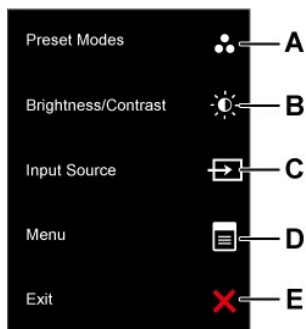 Preset Modes A
Brightness/Contrast B
Input Source C
Menu D
Exit E